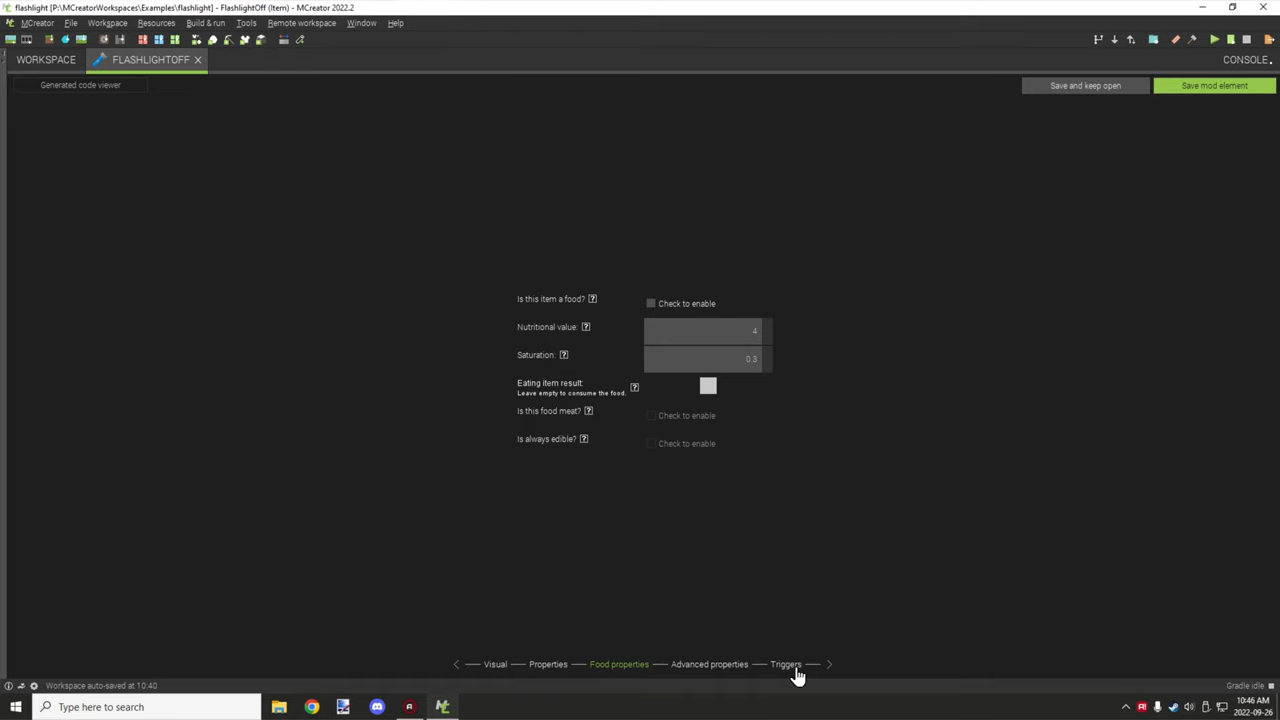 flashlight [P:\MCreatorWorkspaces\Examples\flashlight] - FlashlightOff (Item) - MCreator 2022.2
MCreator File Workspace Resources Build & run Tools Remote workspace Window Help
WORKSPACE FLASHLIGHTOFF CONSOLE
Generated code viewer Save and keep open Save mod element
Is this item a food? ? Check to enable
Nutritional value: ? 4
Saturation: ? 0.3
Eating item result: ?
Leave empty to consume the food.
Is this food meat? ? Check to enable
Is always edible? ? Check to enable
Visual Properties Food properties Advanced properties Triggers
Workspace auto-saved at 10:40 Gradle idle
Type here to search 10:46 AM
2022-09-26